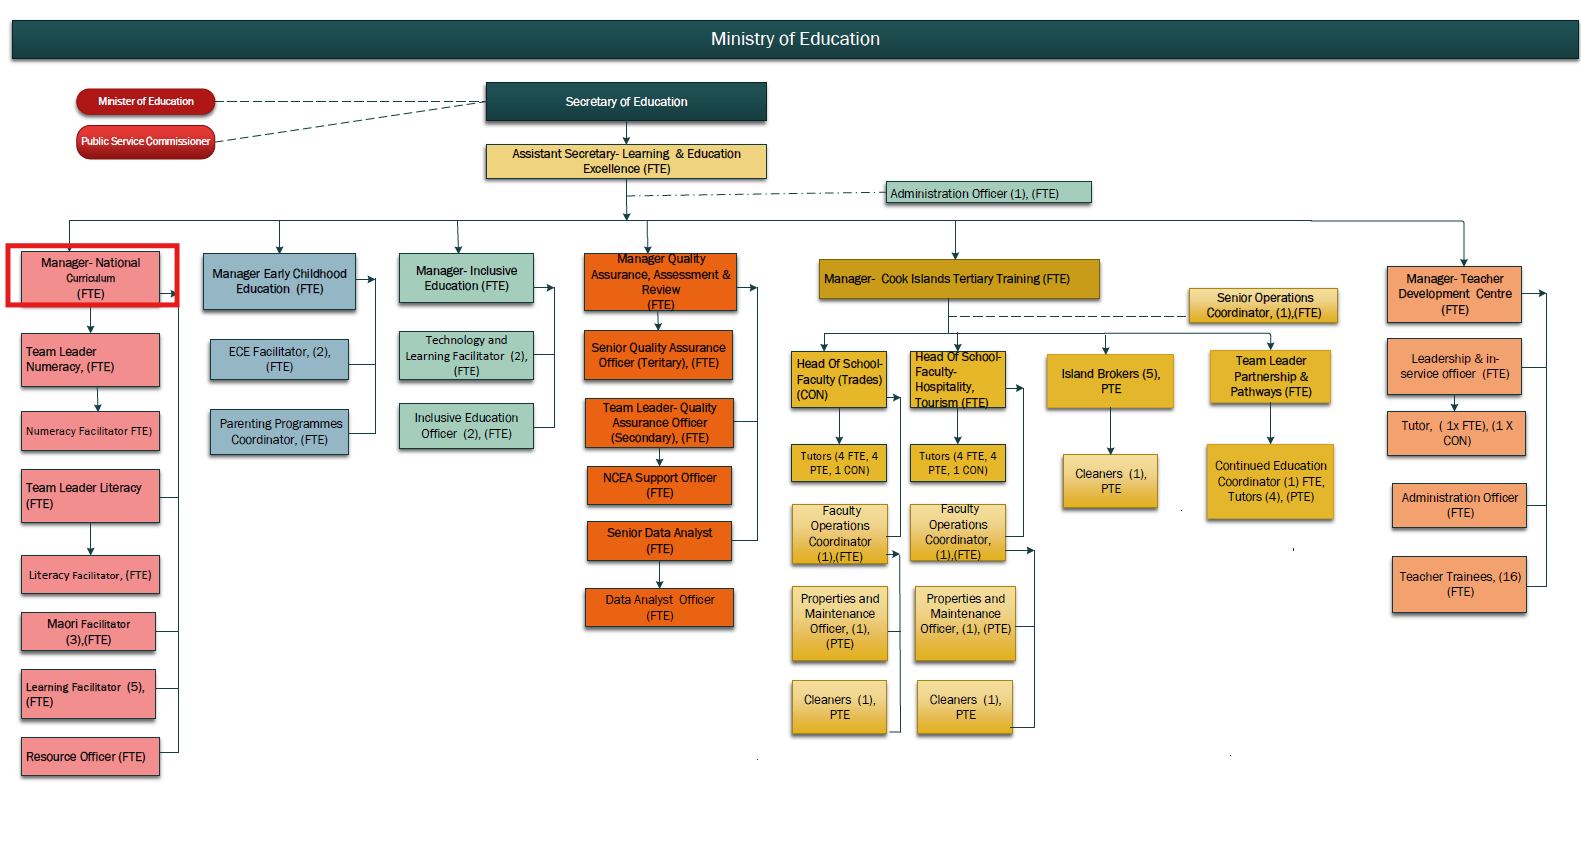 Ministry of Education
Minister of Education
Secretary of Education
Public Service Commissioner
Assistant Secretary- Learning & Education
Excellence (FTE)
Administration Officer (1), (FTE)
Manager- National
Curriculum
(FTE)
Team Leader
Numeracy, (FTE)
Numeracy Facilitator FTE)
Team Leader Literacy
(FTE)
Literacy Facilitator, (FTE)
Maori Facilitator
(3),(FTE)
Learning Facilitator (5),
(FTE)
Resource Officer (FTE)
Manager Early Childhood
Education (FTE)
ECE Facilitator, (2),
(FTE)
Parenting Programmes
Coordinator, (FTE)
Manager- Inclusive
Education (FTE)
Technology and
Learning Facilitator (2),
(FTE)
Inclusive Education
Officer (2), (FTE)
Manager Quality
Assurance, Assessment &
Review
(FTE)
Senior Quality Assurance
Officer (Teritary), (FTE)
Team Leader- Quality
Assurance Officer
(Secondary), (FTE)
NCEA Support Officer
(FTE)
Senior Data Analyst
(FTE)
Data Analyst Officer
(FTE)
Manager- Cook Islands Tertiary Training (FTE)
Senior Operations
Coordinator, (1),(FTE)
Head Of School-
Faculty (Trades)
(CON)
Tutors (4 FTE, 4
PTE, 1 CON)
Faculty
Operations
Coordinator
(1),(FTE)
Properties and
Maintenance
Officer, (1),
(PTE)
Cleaners (1),
PTE
Head Of School-
Faculty-
Hospitality,
Tourism (FTE)
Tutors (4 FTE, 4
PTE, 1 CON)
Faculty
Operations
Coordinator,
(1),(FTE)
Properties and
Maintenance
Officer, (1), (PTE)
Cleaners (1),
PTE
Island Brokers (5),
PTE
Cleaners (1),
PTE
Team Leader
Partnership &
Pathways (FTE)
Continued Education
Coordinator (1) FTE,
Tutors (4), (PTE)
Manager- Teacher
Development Centre
(FTE)
Leadership & in-
service officer (FTE)
Tutor, ( 1x FTE), (1 X
CON)
Administration Officer
(FTE)
Teacher Trainees, (16)
(FTE)